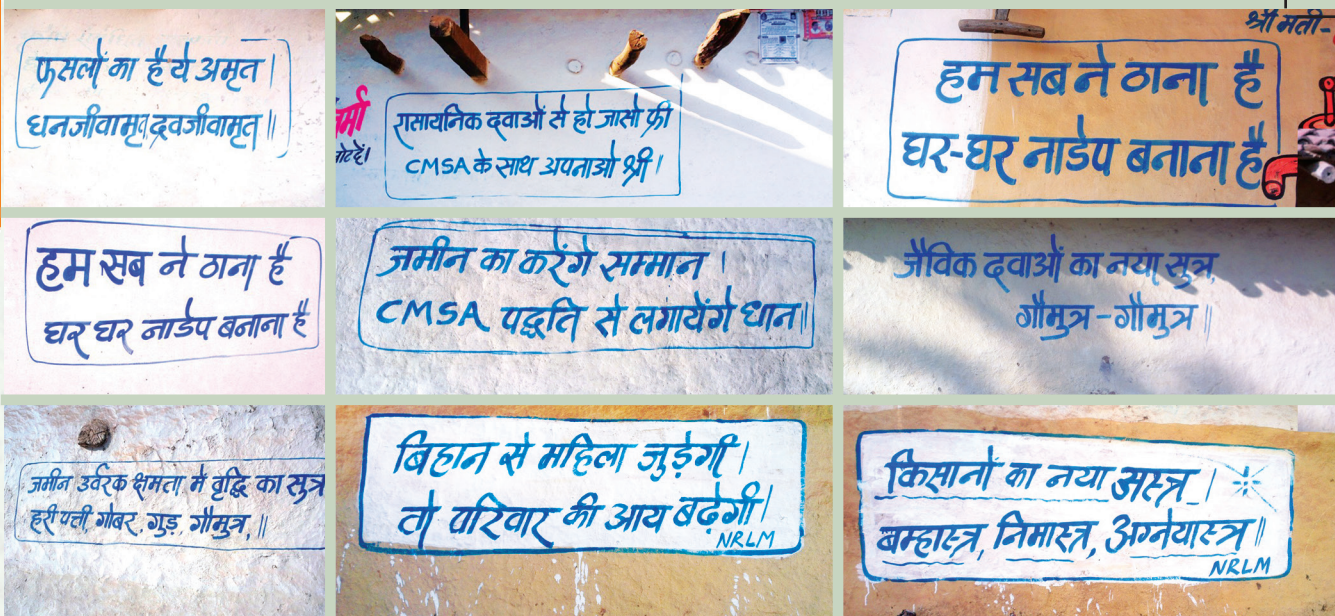 फसलों का है ये अमृत |
धनजीवामृत द्रवजीवामृत ||
रासायनिक दवाओं से हो जाओ फ्री
CMSA के साथ अपनाओ श्री |
श्री मती-
हम सब ने ठाना है
घर-घर नाडेप बनाना है
हम सब ने ठाना है
घर घर नाडेप बनाना है
जमीन का करेंगे सम्मान |
CMSA पद्धति से लगायेंगे धान ||
जैविक दवाओं का नया सुत्र,
गौमुत्र - गौमुत्र ||
जमीन उर्वरक क्षमता में वृद्धि का सुत्र
हरी पत्ती गोबर, गुड़, गौमुत्र, ||
बिहान से महिला जुड़ेगी |
तो परिवार की आय बढ़ेगी |
NRLM
किसानों का नया अस्त्र |
बम्हास्त्र, निमास्त्र, अग्नेयास्त्र ||
NRLM